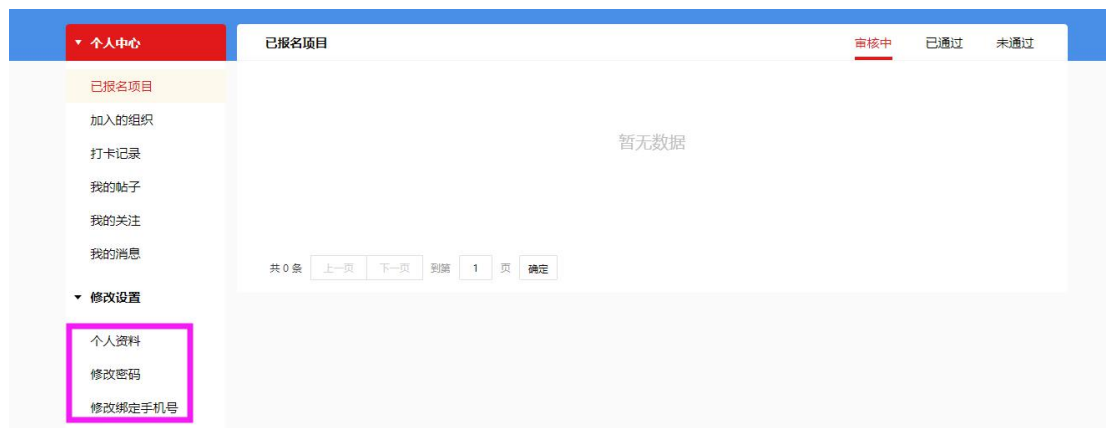 个人中心
已报名项目 审核中 已通过 未通过
已报名项目
加入的组织
打卡记录
我的帖子
我的关注
我的消息
暂无数据
共 0 条 上一页 下一页 到第 1 页 确定
修改设置
个人资料
修改密码
修改绑定手机号